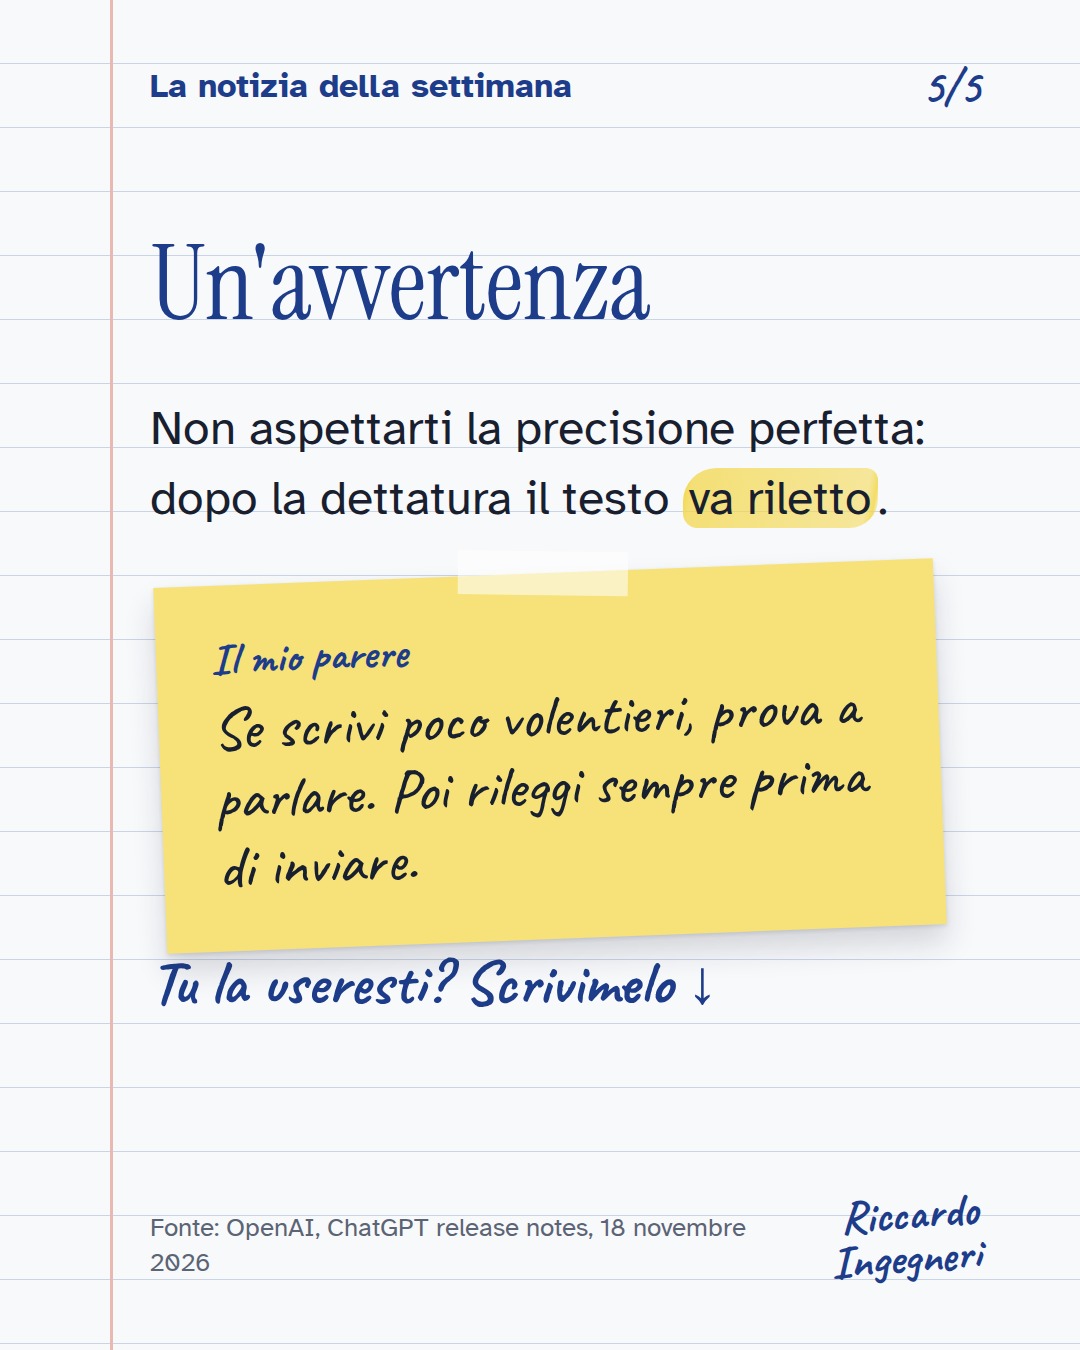 La notizia della settimana
5/5
Un'avvertenza
Non aspettarti la precisione perfetta:
dopo la dettatura il testo va riletto.
Il mio parere
Se scrivi poco volentieri, prova a
parlare. Poi rileggi sempre prima
di inviare.
Tu la useresti? Scrivimelo ↓
Fonte: OpenAI, ChatGPT release notes, 18 novembre
2026
Riccardo
Ingegneri